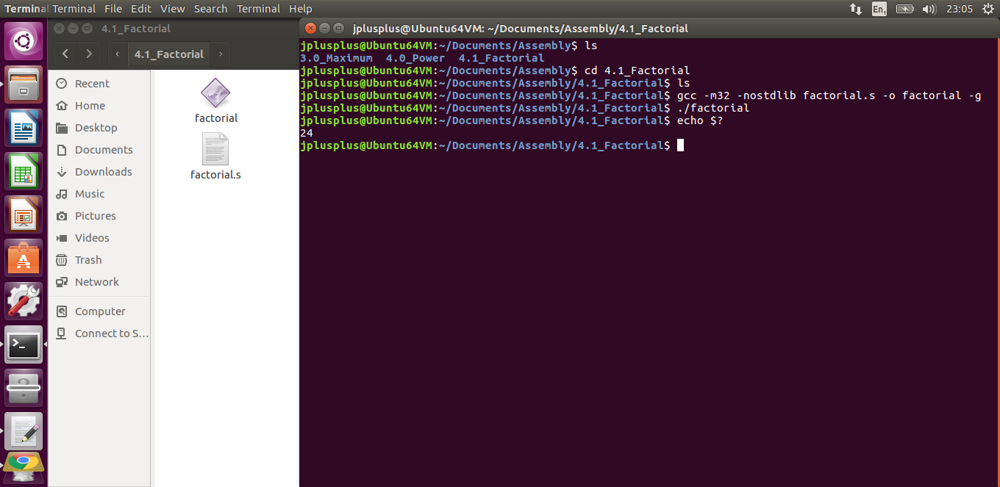 Terminal Terminal File Edit View Search Terminal Help En1 23:05
4.1_Factorial
4.1_Factorial
Recent
Home
Desktop
Documents
Downloads
Music
Pictures
Videos
Trash
Network
Computer
Connect to S...
factorial
factorial.s
jplusplus@Ubuntu64VM: ~/Documents/Assembly/4.1_Factorial
jplusplus@Ubuntu64VM:~/Documents/Assembly$ ls
3.0_Maximum  4.0_Power  4.1_Factorial
jplusplus@Ubuntu64VM:~/Documents/Assembly$ cd 4.1_Factorial
jplusplus@Ubuntu64VM:~/Documents/Assembly/4.1_Factorial$ ls
jplusplus@Ubuntu64VM:~/Documents/Assembly/4.1_Factorial$ gcc -m32 -nostdlib factorial.s -o factorial -g
jplusplus@Ubuntu64VM:~/Documents/Assembly/4.1_Factorial$ ./factorial
jplusplus@Ubuntu64VM:~/Documents/Assembly/4.1_Factorial$ echo $?
24
jplusplus@Ubuntu64VM:~/Documents/Assembly/4.1_Factorial$